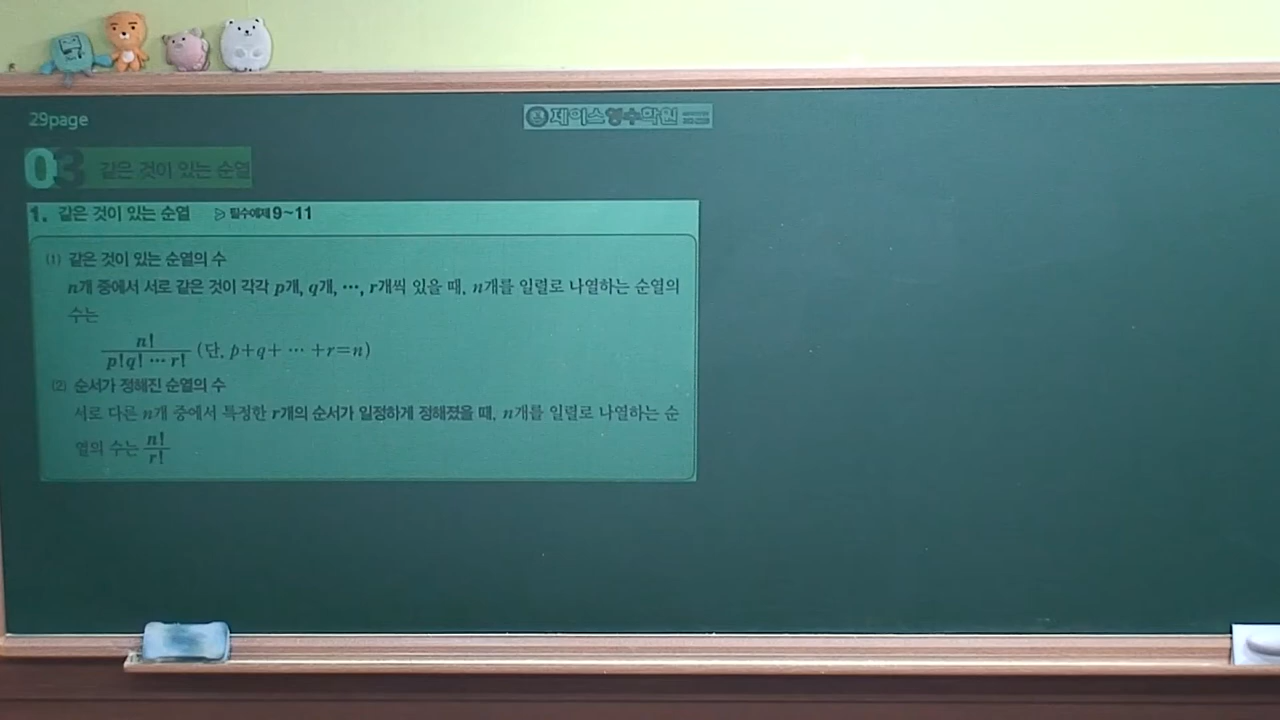 29page
제이스영수학원
03 같은 것이 있는 순열
1. 같은 것이 있는 순열 ▷ 필수예제 9~11
(1) 같은 것이 있는 순열의 수
n개 중에서 서로 같은 것이 각각 p개, q개, ⋯, r개씩 있을 때, n개를 일렬로 나열하는 순열의
수는
n!/(p!q!⋯r!) (단, p+q+ ⋯ +r=n)
(2) 순서가 정해진 순열의 수
서로 다른 n개 중에서 특정한 r개의 순서가 일정하게 정해졌을 때, n개를 일렬로 나열하는 순
열의 수는 n!/r!